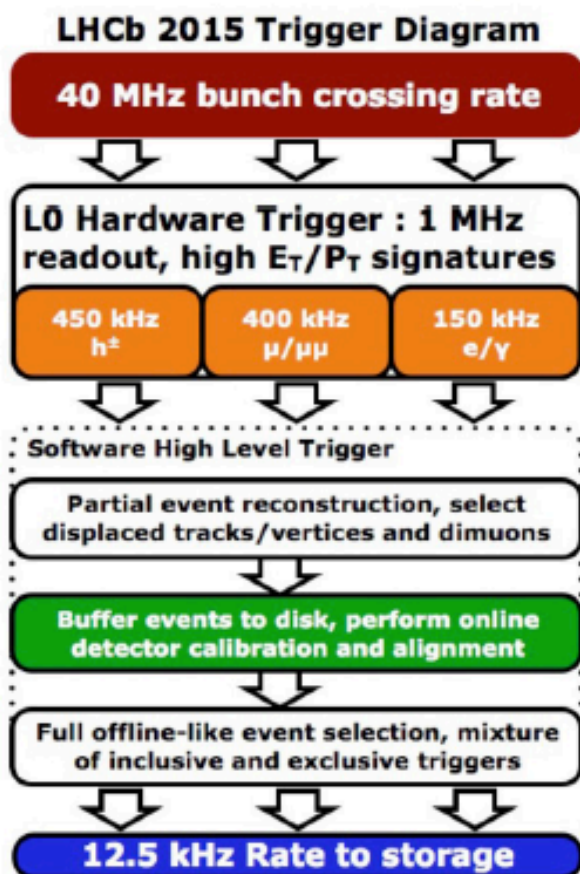 LHCb 2015 Trigger Diagram
40 MHz bunch crossing rate
L0 Hardware Trigger : 1 MHz
readout, high E_T/P_T signatures
450 kHz
h±
400 kHz
μ/μμ
150 kHz
e/γ
Software High Level Trigger
Partial event reconstruction, select
displaced tracks/vertices and dimuons
Buffer events to disk, perform online
detector calibration and alignment
Full offline-like event selection, mixture
of inclusive and exclusive triggers
12.5 kHz Rate to storage